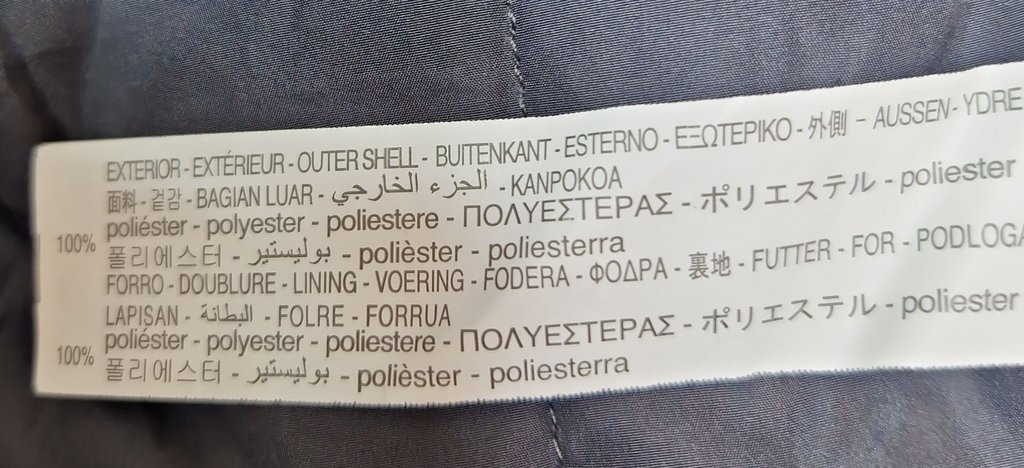 EXTERIOR - EXTÉRIEUR - OUTER SHELL - BUITENKANT - ESTERNO - ΕΞΩΤΕΡΙΚΟ - 外側 - AUSSEN - YDRE
面料 - 겉감 - BAGIAN LUAR - الجزء الخارجي - KANPOKOA
100% poliéster - polyester - poliestere - ΠΟΛΥΕΣΤΕΡΑΣ - ポリエステル - poliester
폴리에스터 - بوليستير - polièster - poliesterra
FORRO - DOUBLURE - LINING - VOERING - FODERA - ΦΟΔΡΑ - 裏地 - FUTTER - FOR - PODLOGA
LAPISAN - البطانة - FOLRE - FORRUA
100% poliéster - polyester - poliestere - ΠΟΛΥΕΣΤΕΡΑΣ - ポリエステル - poliester
폴리에스터 - بوليستير - polièster - poliesterra